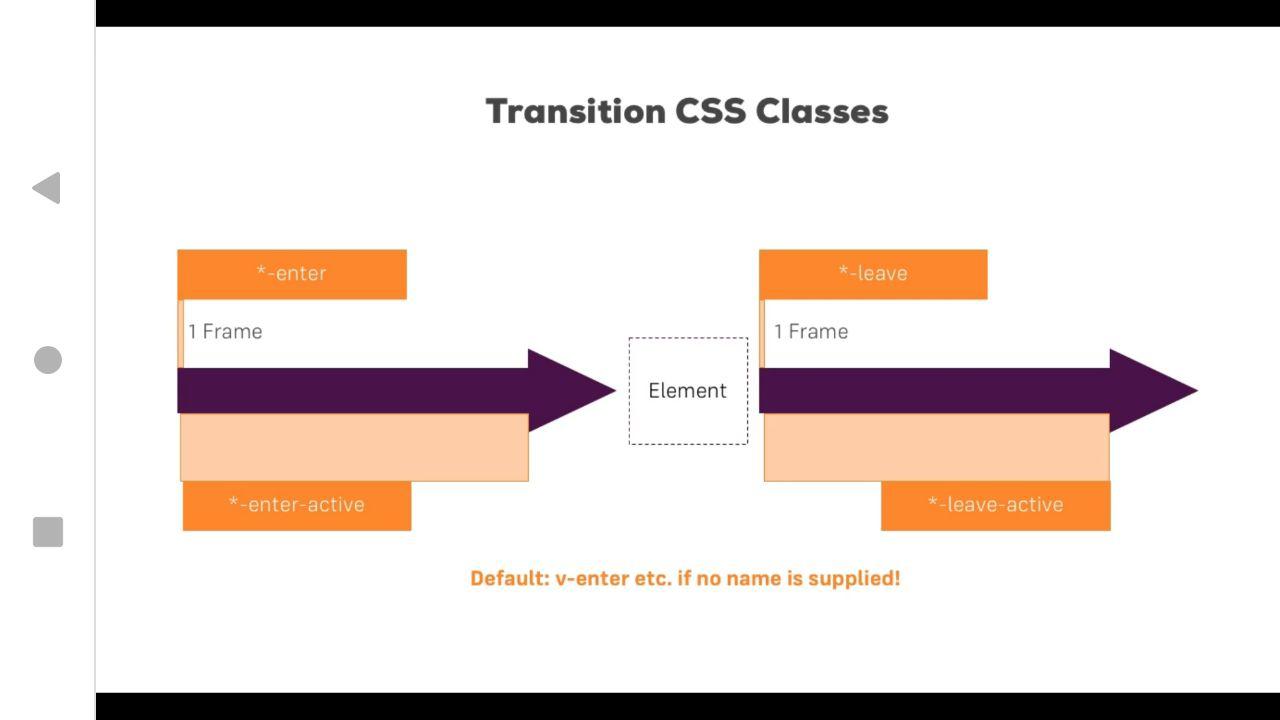 Transition CSS Classes
*-enter
*-leave
1 Frame
1 Frame
Element
*-enter-active
*-leave-active
Default: v-enter etc. if no name is supplied!